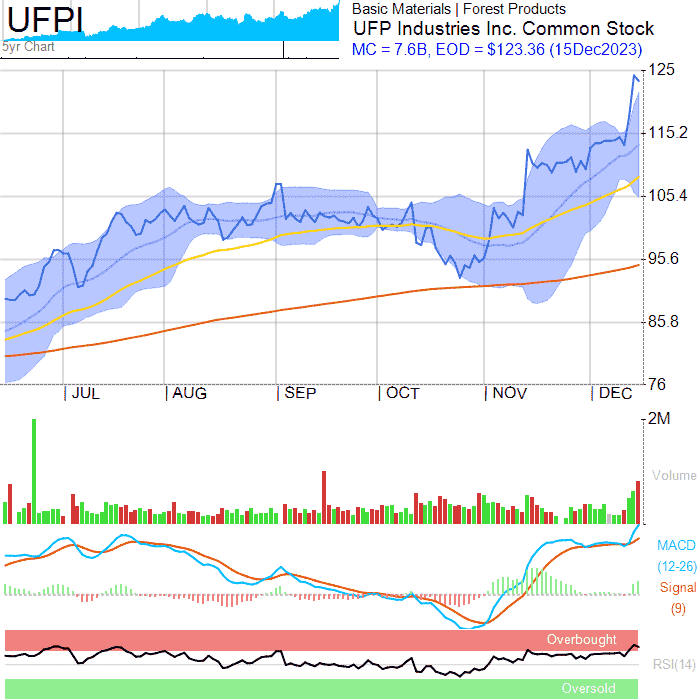 UFPI
5yr Chart
Basic Materials | Forest Products
UFP Industries Inc. Common Stock
MC = 7.6B, EOD = $123.36 (15Dec2023)
125
115.2
105.4
95.6
85.8
76
JUL
AUG
SEP
OCT
NOV
DEC
2M
Volume
MACD
(12-26)
Signal
(9)
Overbought
RSI(14)
Oversold